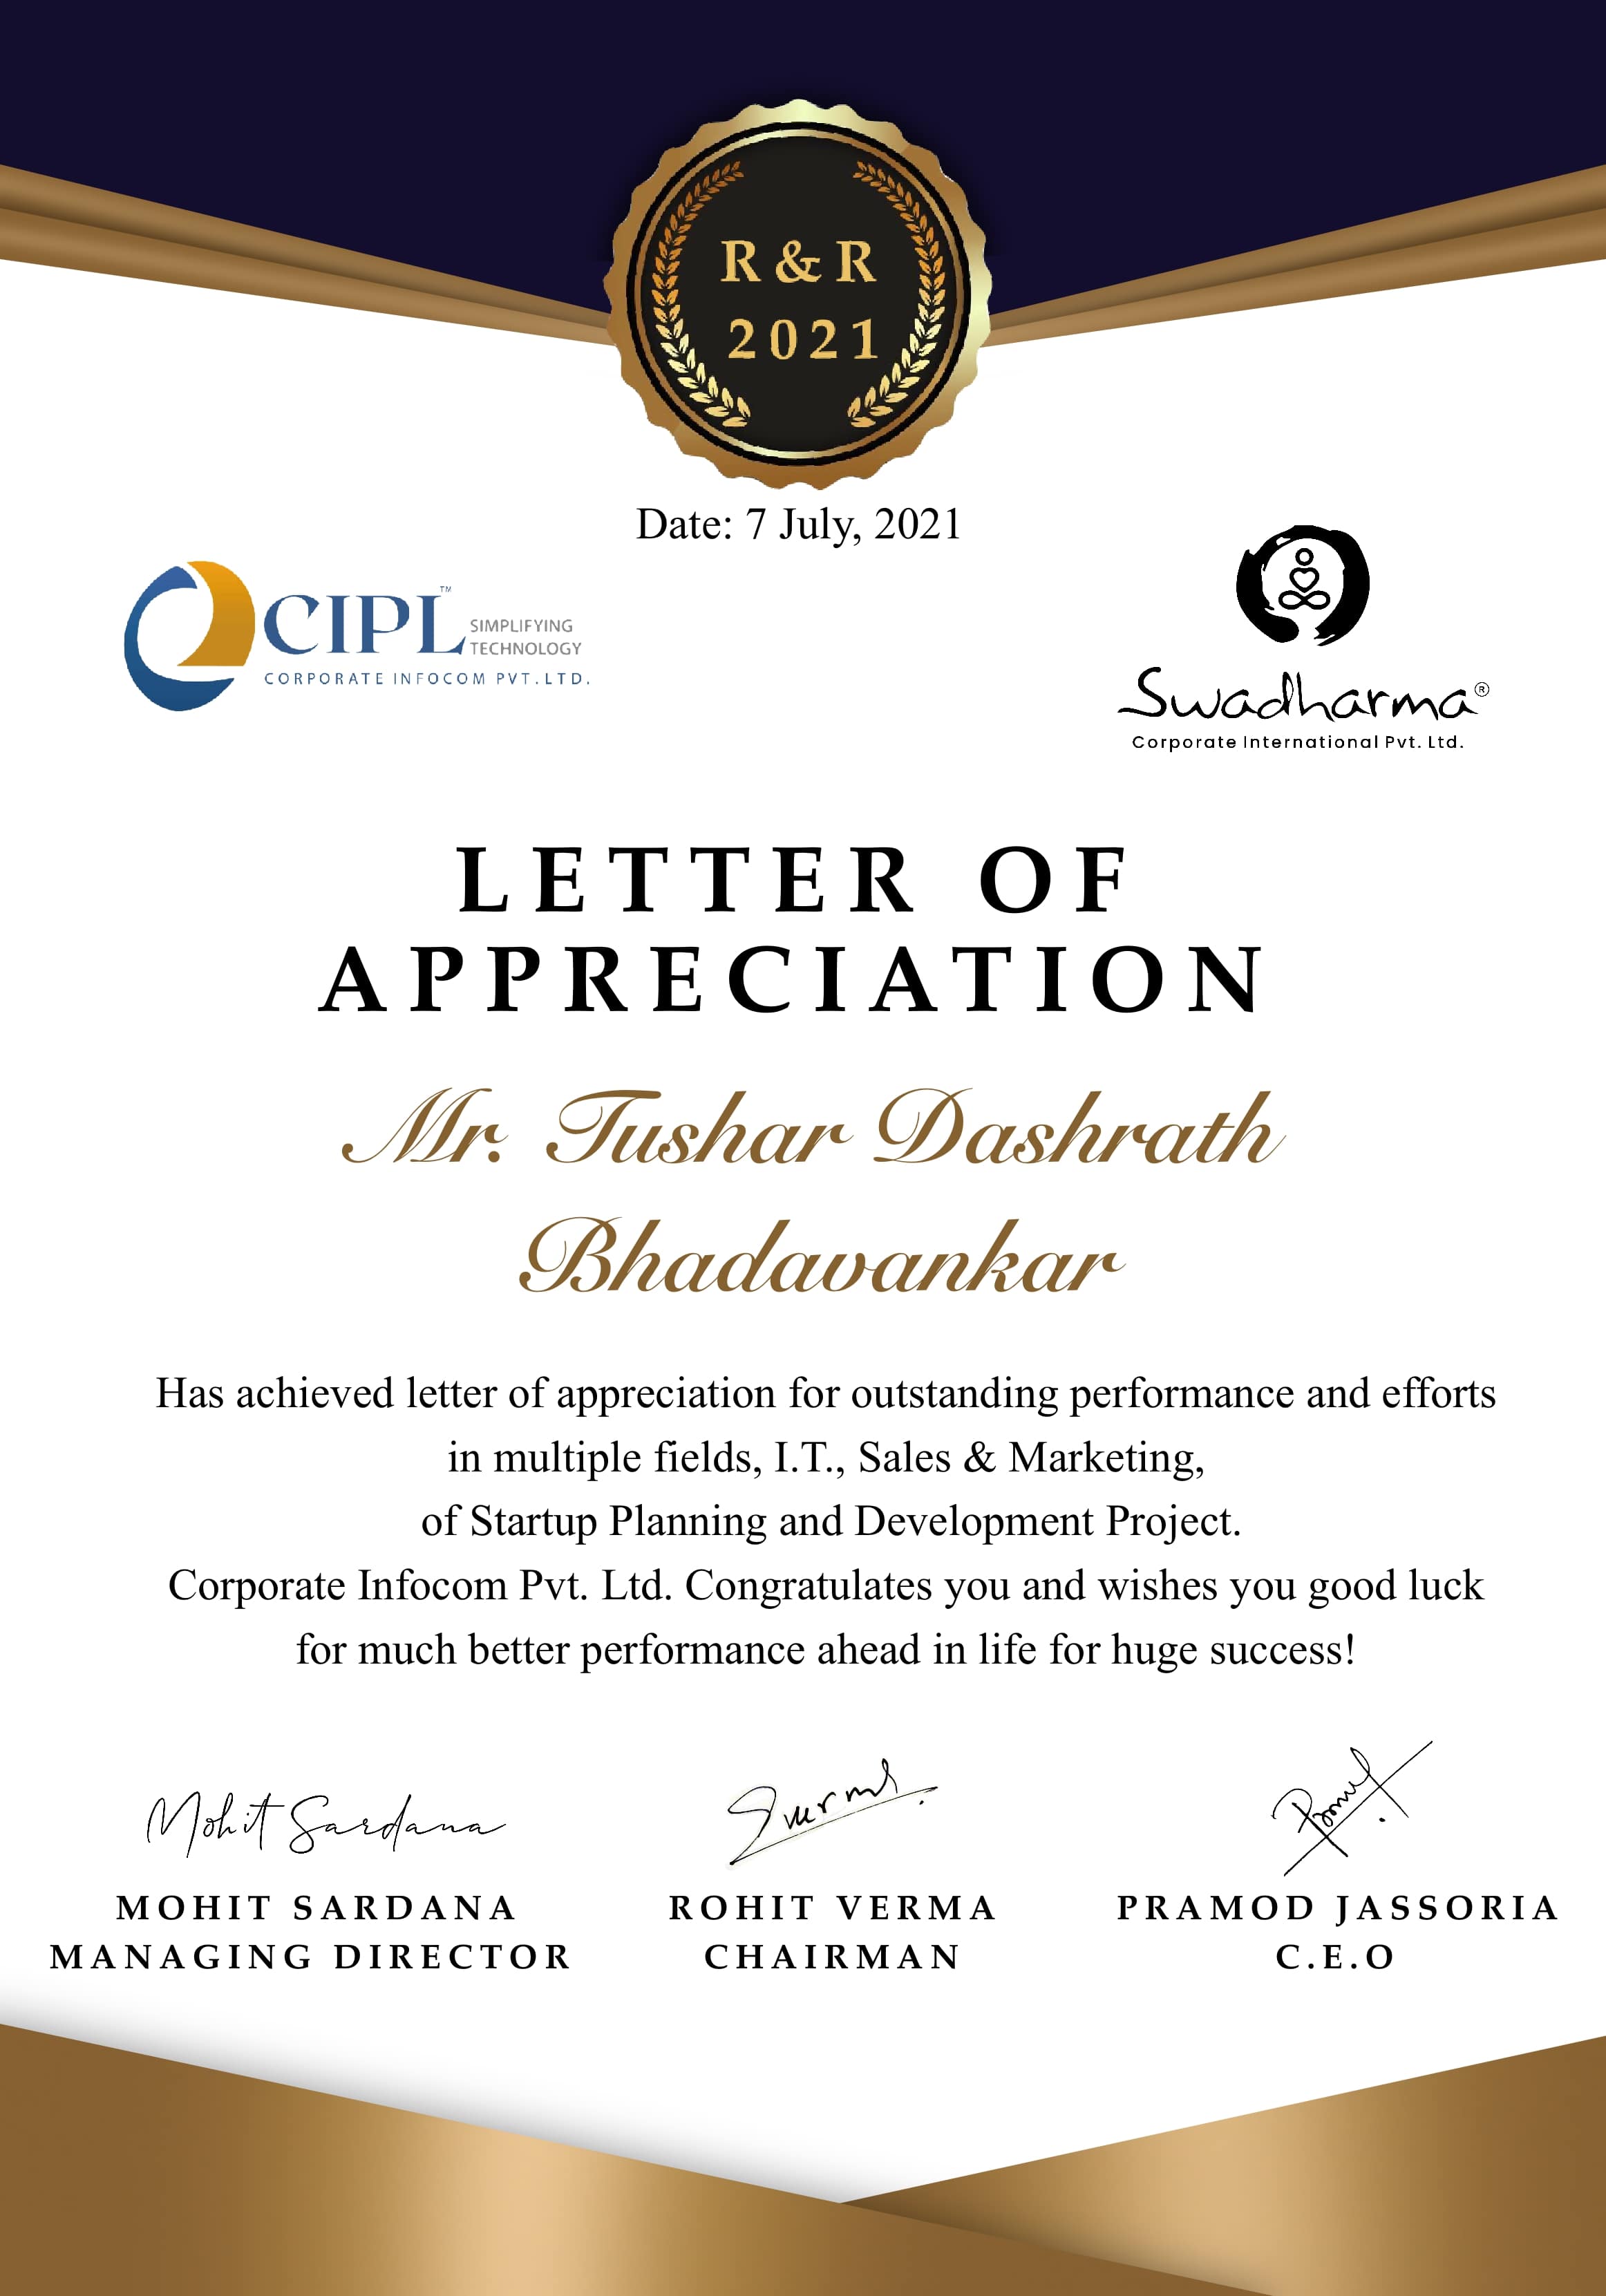 R & R
2021
Date: 7 July, 2021
CIPL™
SIMPLIFYING
TECHNOLOGY
CORPORATE INFOCOM PVT. LTD.
Swadharma®
Corporate International Pvt. Ltd.
LETTER OF
APPRECIATION
Mr. Tushar Dashrath
Bhadavankar
Has achieved letter of appreciation for outstanding performance and efforts
in multiple fields, I.T., Sales & Marketing,
of Startup Planning and Development Project.
Corporate Infocom Pvt. Ltd. Congratulates you and wishes you good luck
for much better performance ahead in life for huge success!
Mohit Sardana
MOHIT SARDANA
MANAGING DIRECTOR
ROHIT VERMA
CHAIRMAN
PRAMOD JASSORIA
C.E.O